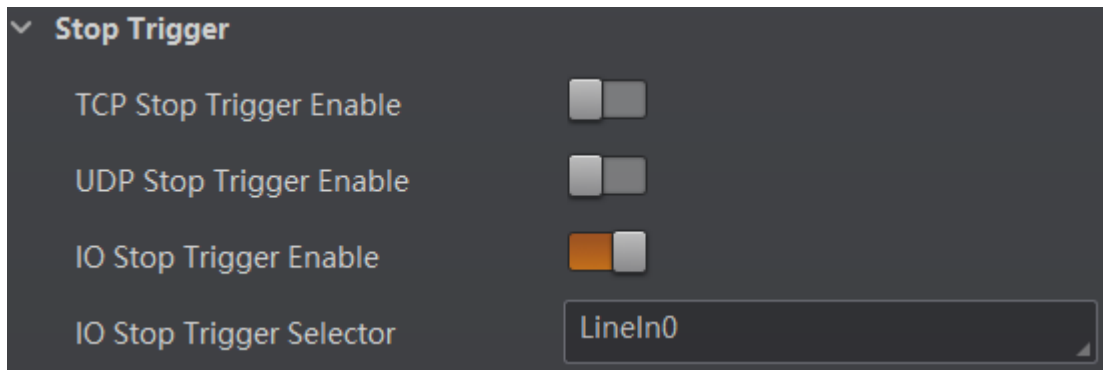 Stop Trigger
TCP Stop Trigger Enable
UDP Stop Trigger Enable
IO Stop Trigger Enable
IO Stop Trigger Selector LineIn0